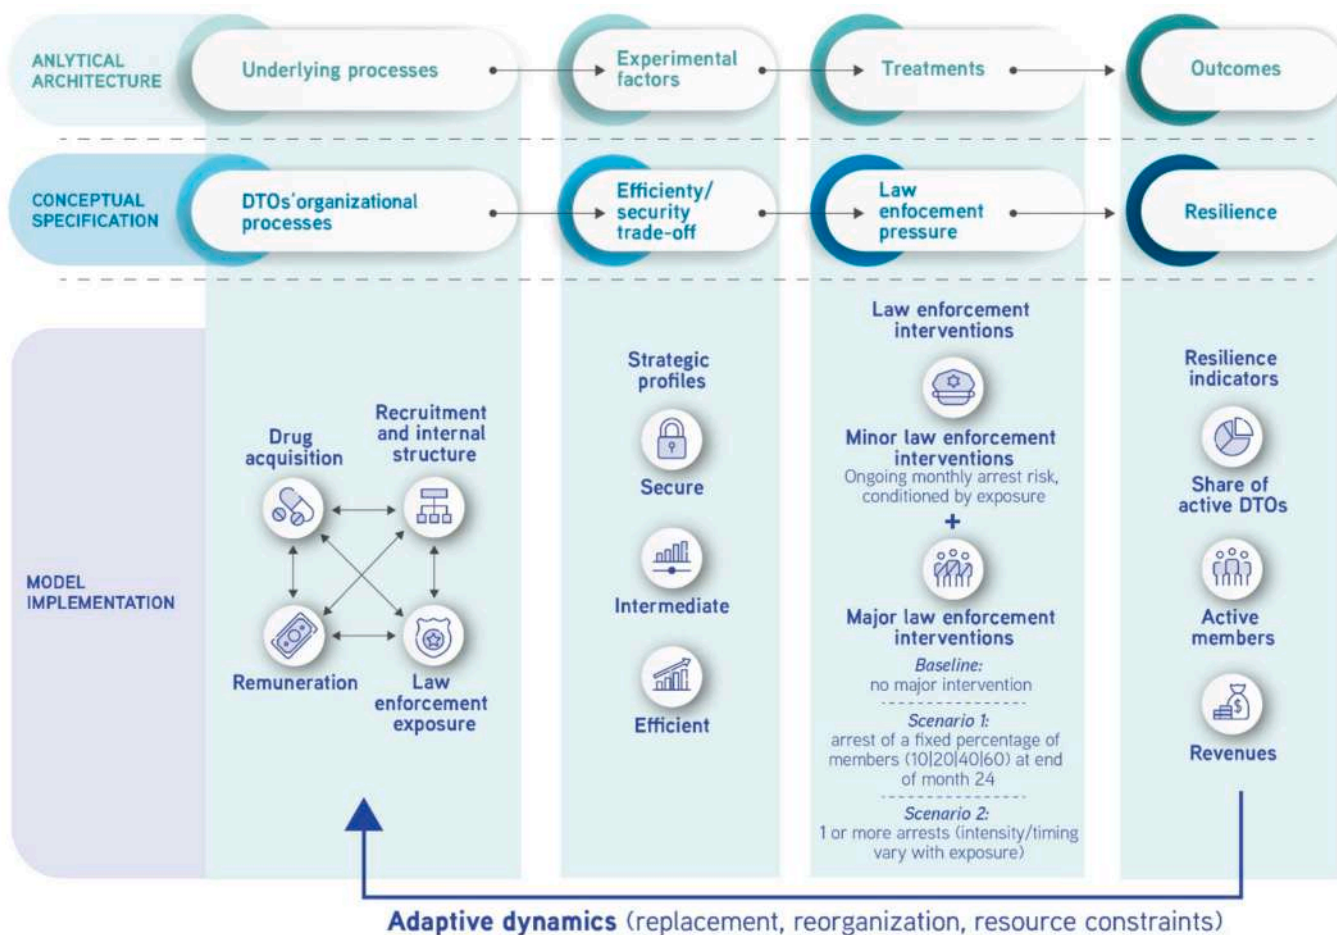 ANLYTICAL
ARCHITECTURE
Underlying processes
Experimental
factors
Treatments
Outcomes
CONCEPTUAL
SPECIFICATION
DTOs'organizational
processes
Efficienty/
security
trade-off
Law
enfocement
pressure
Resilience
MODEL
IMPLEMENTATION
Drug
acquisition
Recruitment
and internal
structure
Remuneration
Law
enforcement
exposure
Strategic
profiles
Secure
Intermediate
Efficient
Law enforcement
interventions
Minor law enforcement
interventions
Ongoing monthly arrest risk,
conditioned by exposure
+
Major law enforcement
interventions
Baseline:
no major intervention
Scenario 1:
arrest of a fixed percentage of
members (10|20|40|60) at end
of month 24
Scenario 2:
1 or more arrests (intensity/timing
vary with exposure)
Resilience
indicators
Share of
active DTOs
Active
members
$
Revenues
Adaptive dynamics (replacement, reorganization, resource constraints)